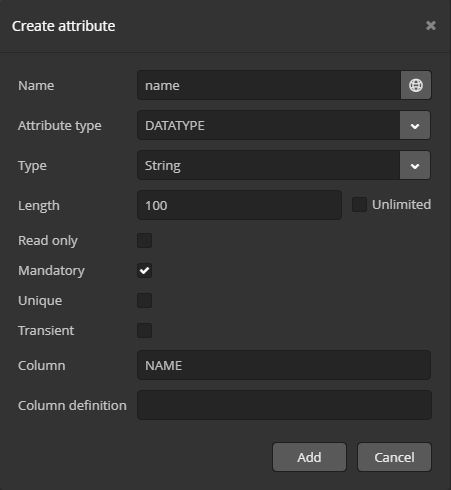 Create attribute
Name name
Attribute type DATATYPE
Type String
Length 100 Unlimited
Read only
Mandatory
Unique
Transient
Column NAME
Column definition
Add Cancel